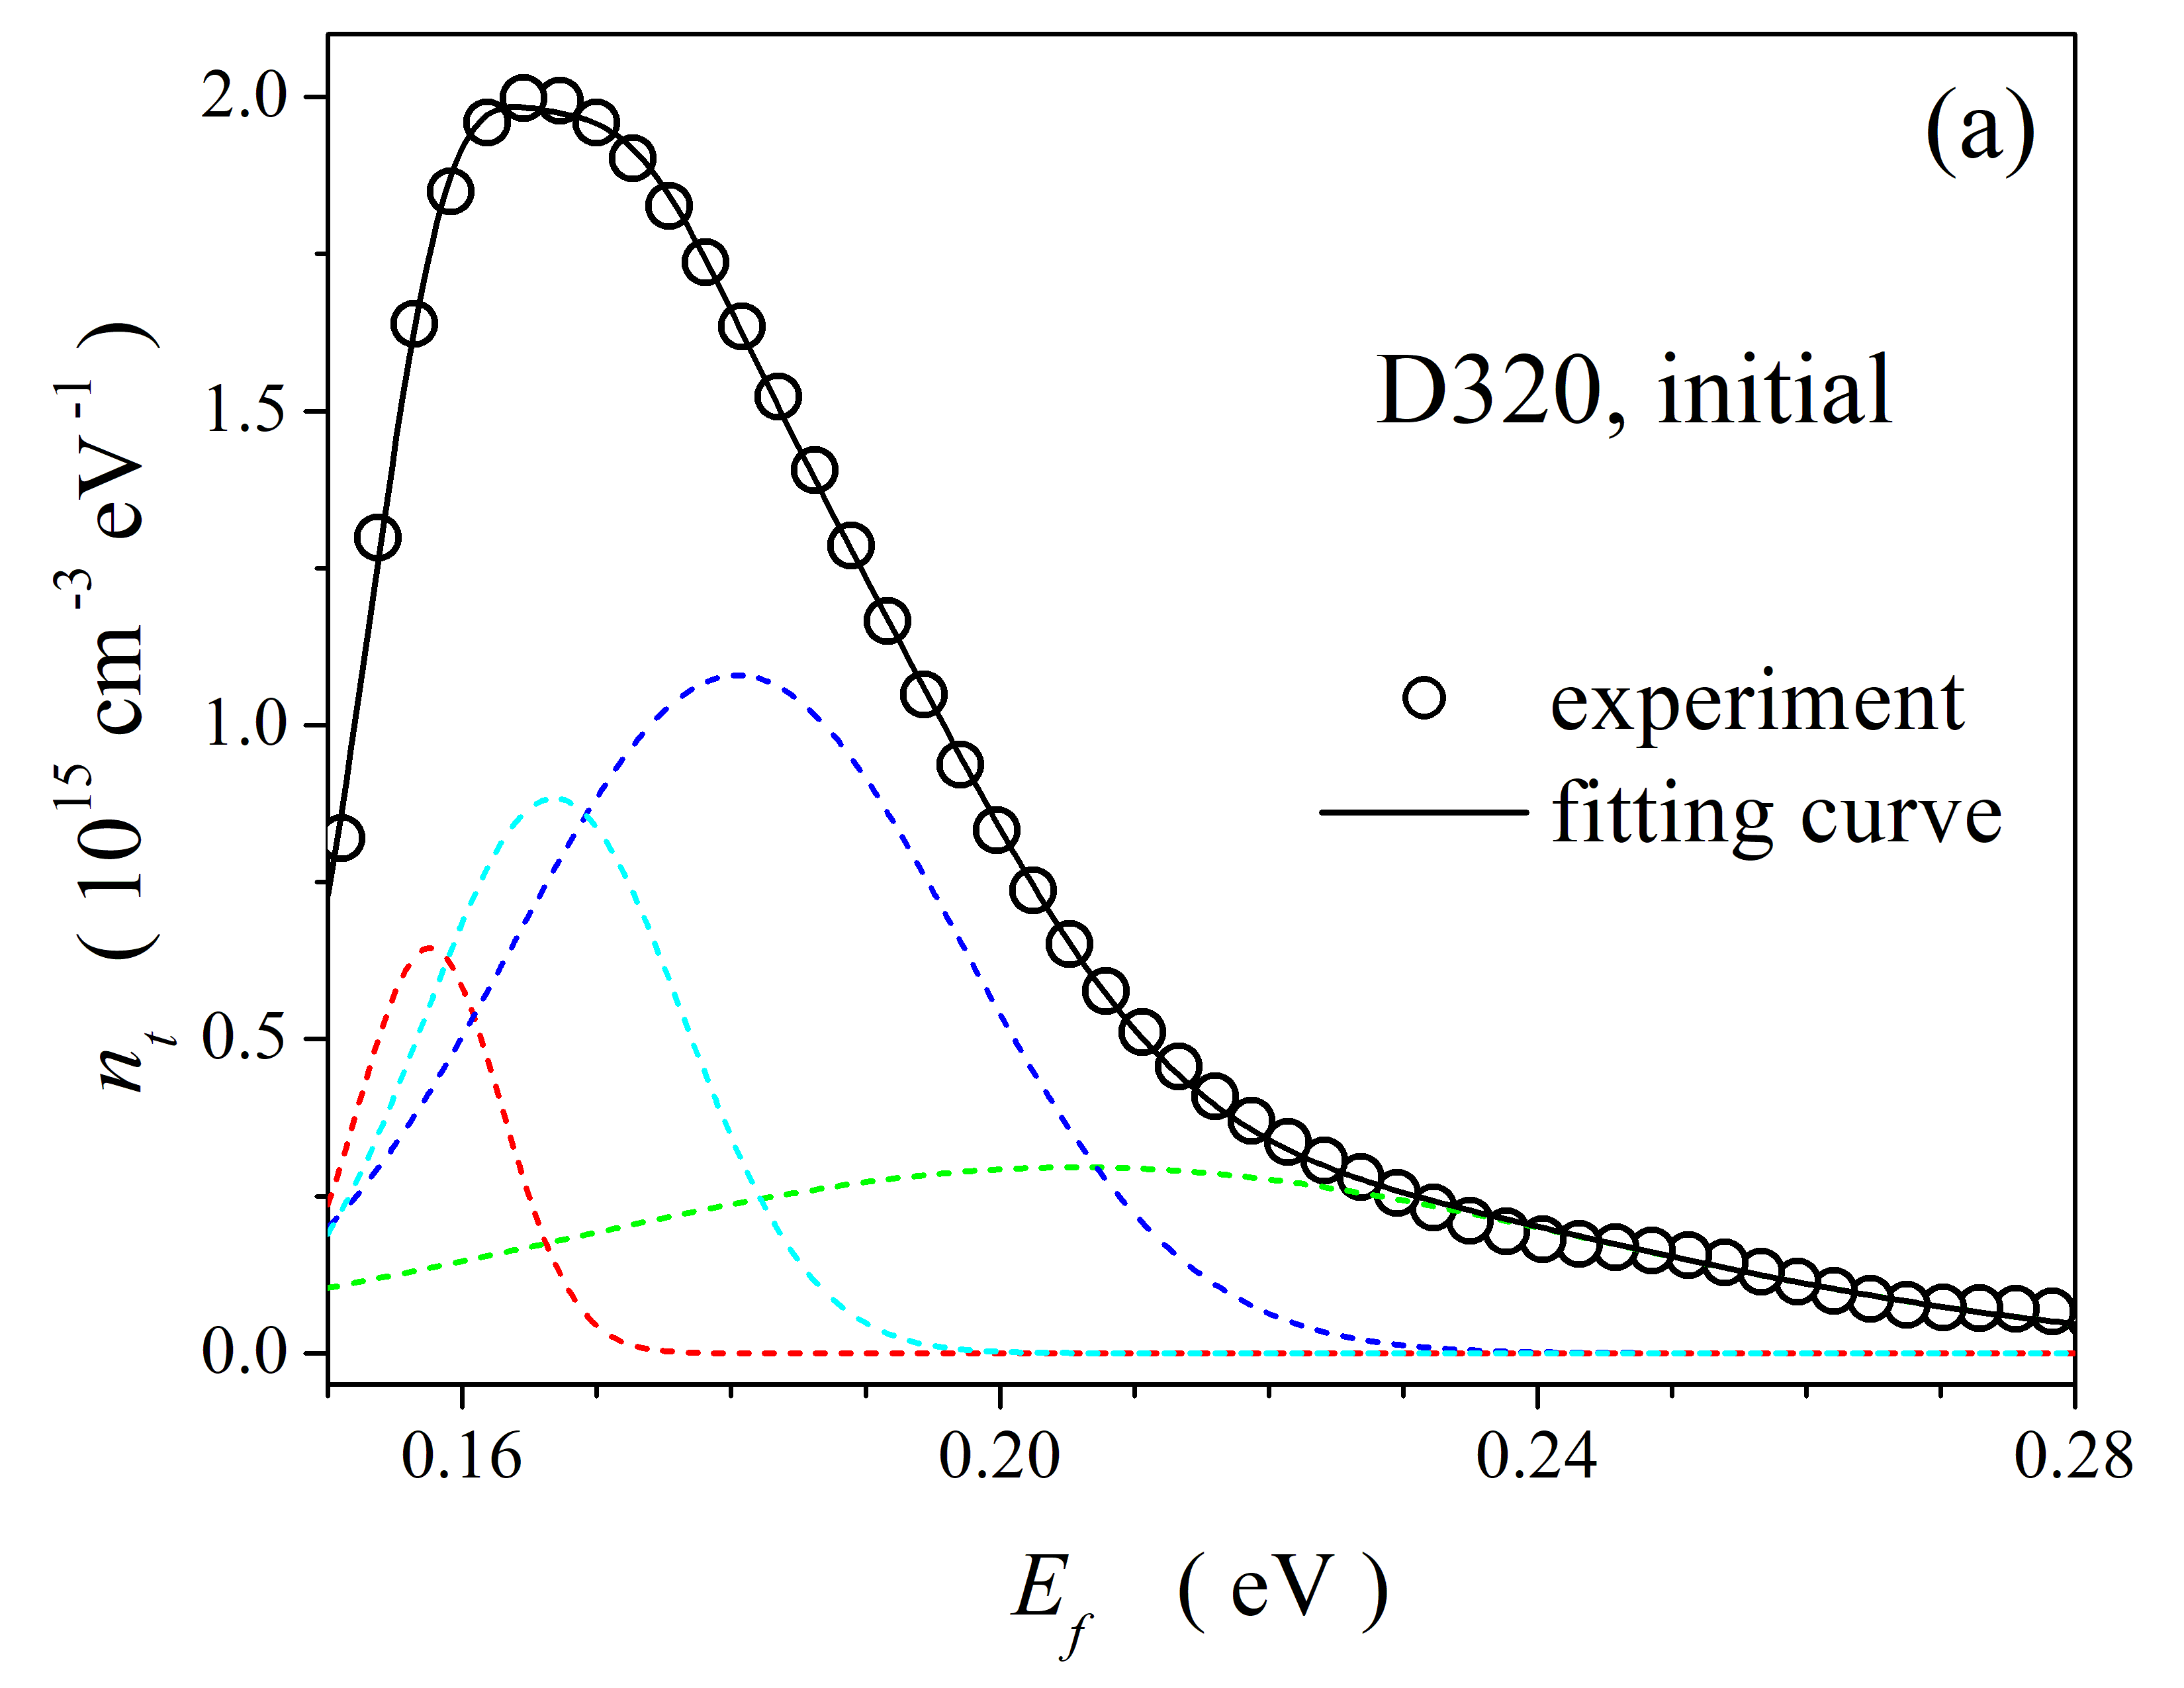 (a)
D320, initial
experiment
fitting curve
2.0
1.5
1.0
0.5
0.0
n_t ( 10^15 cm^-3 eV^-1 )
0.16 0.20 0.24 0.28
E_f ( eV )